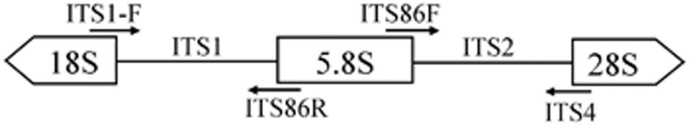 ITS1-F ITS86F
18S ITS1 5.8S ITS2 28S
ITS86R ITS4